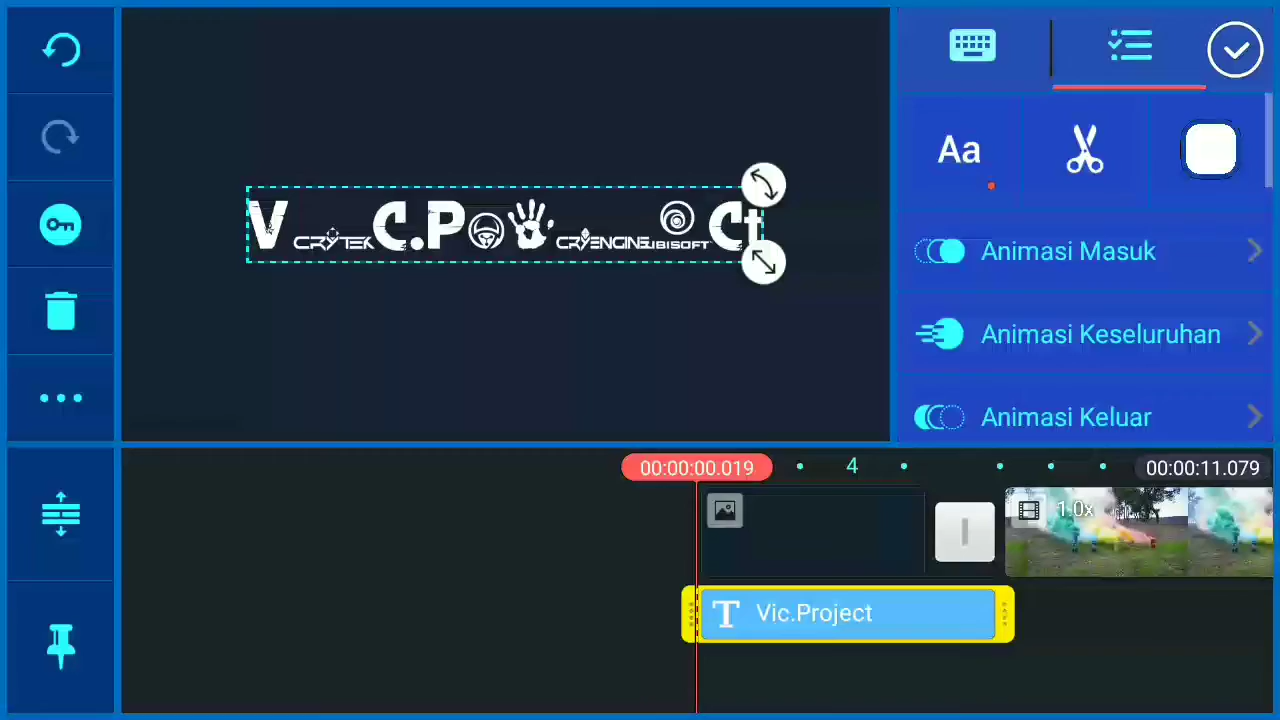 Aa
V CRYTEK C.P CRYENGINE UBISOFT Ct
Animasi Masuk
Animasi Keseluruhan
Animasi Keluar
00:00:00.019
4
00:00:11.079
1.0x
T Vic.Project